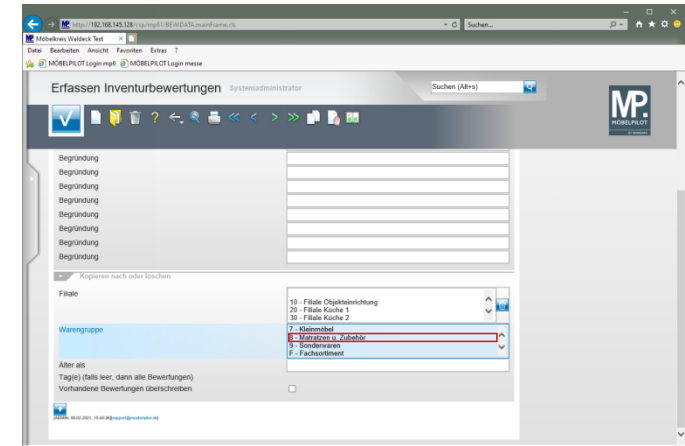 http://192.168.145.128/csp/mp61/BEWIDATA.mainFrame.cls
Suchen...
Möbelkreis Waldeck Test
Datei Bearbeiten Ansicht Favoriten Extras ?
MÖBELPILOT Login mp6 MÖBELPILOT Login messe
Erfassen Inventurbewertungen Systemadministrator
Suchen (Alt+s)
MP.
MÖBELPILOT
Begründung
Begründung
Begründung
Begründung
Begründung
Begründung
Begründung
Begründung
Kopieren nach oder löschen
Filiale
10 - Filiale Objekteinrichtung
20 - Filiale Küche 1
30 - Filiale Küche 2
Warengruppe
7 - Kleinmöbel
8 - Matratzen u. Zubehör
9 - Sonderwaren
F - Fachsortiment
Älter als
Tag(e) (falls leer, dann alle Bewertungen)
Vorhandene Bewertungen überschreiben